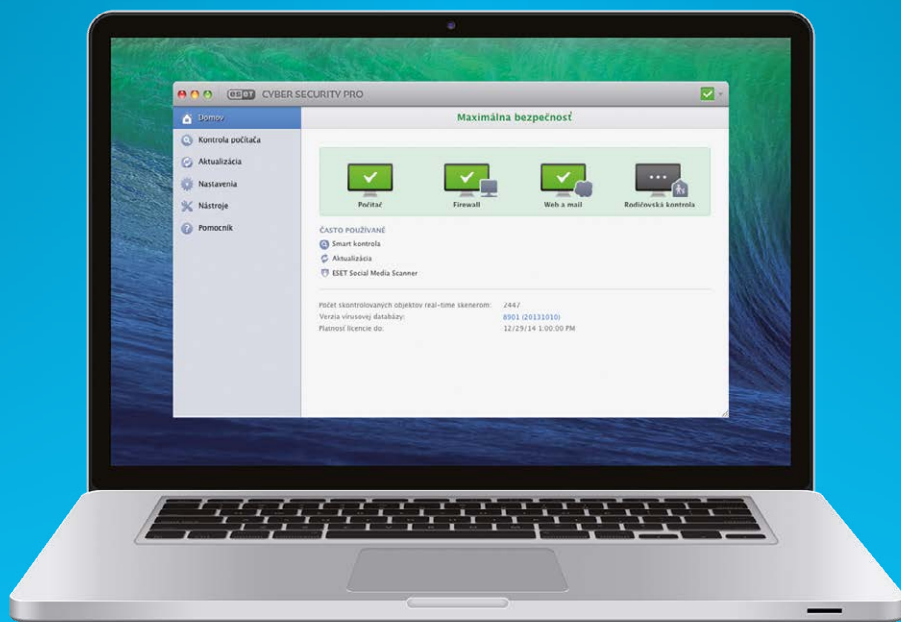 eset CYBER SECURITY PRO
Domov
Kontrola počítača
Aktualizácia
Nastavenia
Nástroje
Pomocník
Maximálna bezpečnosť
Počítač
Firewall
Web a mail
Rodičovská kontrola
ČASTO POUŽÍVANÉ
Smart kontrola
Aktualizácia
ESET Social Media Scanner
Počet skontrolovaných objektov real-time skenerom: 2447
Verzia vírusovej databázy: 8901 (20131010)
Platnosť licencie do: 12/29/14 1:00:00 PM